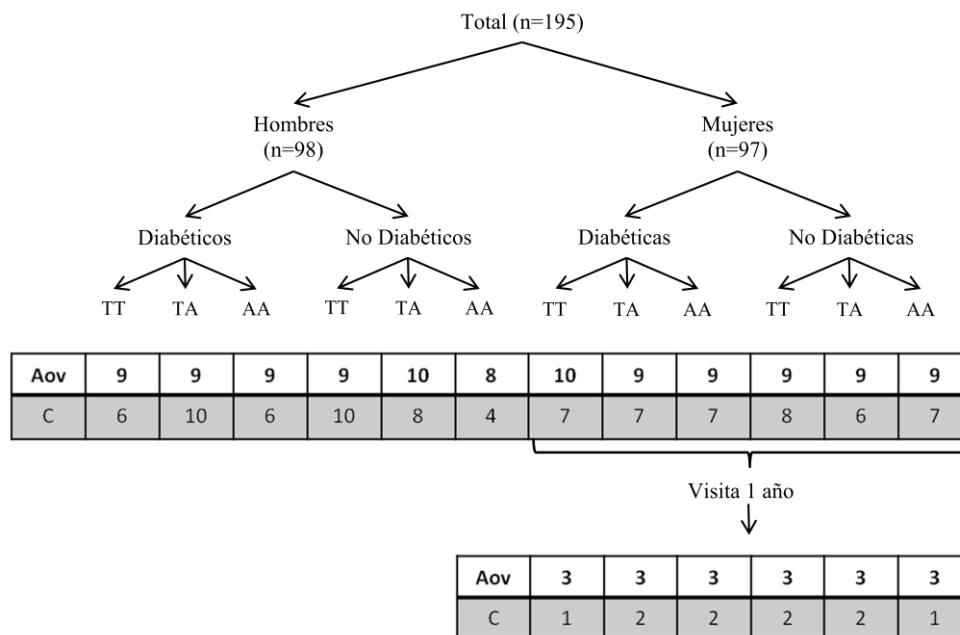 Total (n=195)
Hombres Mujeres
(n=98) (n=97)
Diabéticos No Diabéticos Diabéticas No Diabéticas
TT TA AA TT TA AA TT TA AA TT TA AA
Aov 9 9 9 9 10 8 10 9 9 9 9 9
C 6 10 6 10 8 4 7 7 7 8 6 7
Visita 1 año
Aov 3 3 3 3 3 3
C 1 2 2 2 2 1